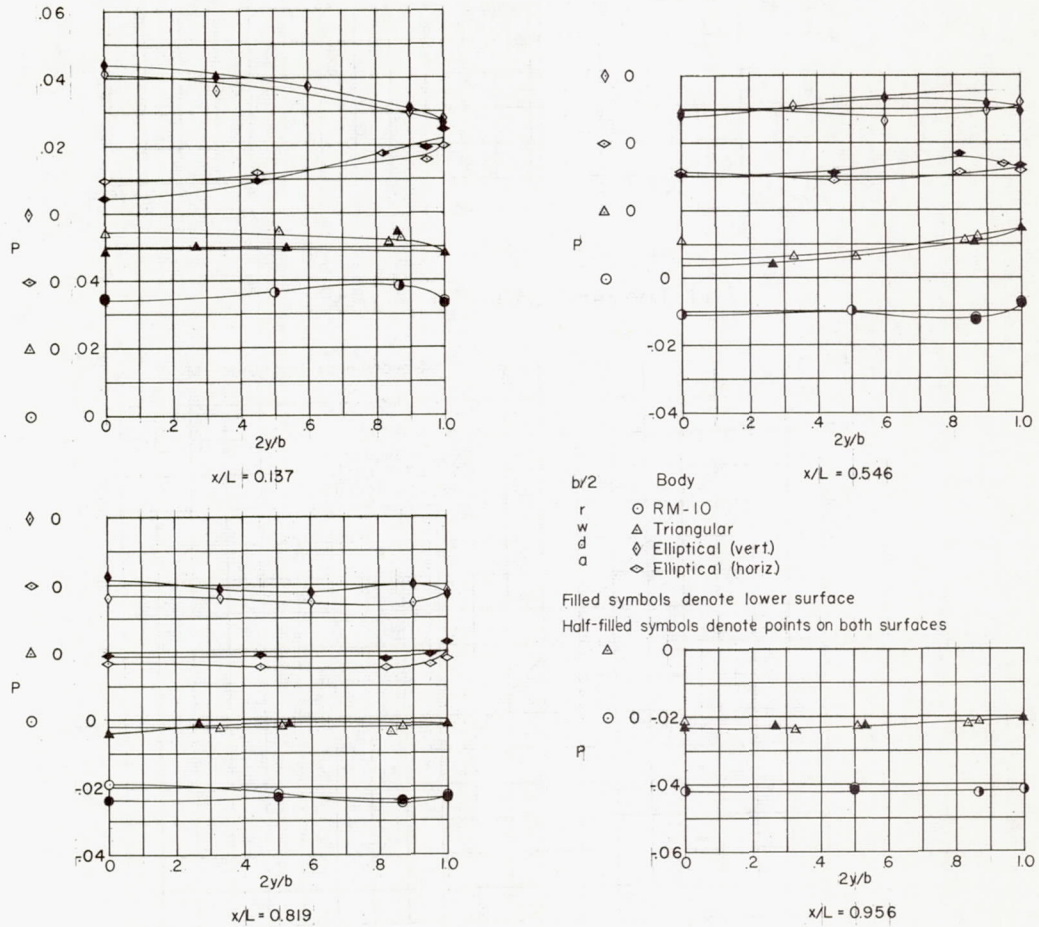 .06
.04
.02
0
P
0 .04
0 .02
0
0 .2 .4 .6 .8 1.0
2y/b
x/L = 0.137
0
0
0
P
0
-.02
-.04
0 .2 .4 .6 .8 1.0
2y/b
x/L = 0.546
b/2 Body
r RM-10
w Triangular
d Elliptical (vert.)
a Elliptical (horiz.)
Filled symbols denote lower surface
Half-filled symbols denote points on both surfaces
0
0
0
P
0
-.02
-.04
0 .2 .4 .6 .8 1.0
2y/b
x/L = 0.819
0 0
0 -.02
P
-.04
-.06
0 .2 .4 .6 .8 1.0
2y/b
x/L = 0.956